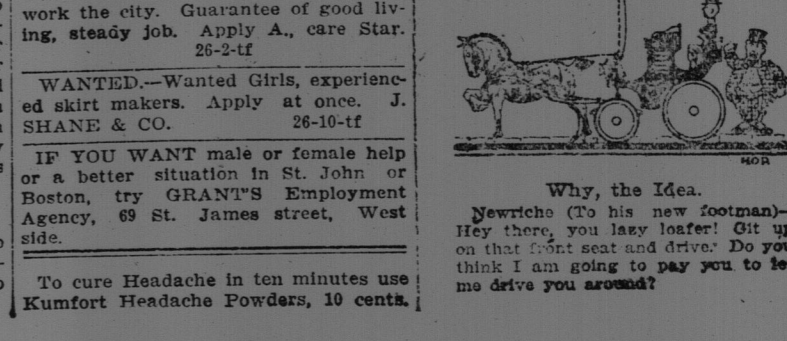 work the city. Guarantee of good liv-
ing, steady job. Apply A., care Star.
26-2-tf
WANTED.—Wanted Girls, experienc-
ed skirt makers. Apply at once. J.
SHANE & CO. 26-10-tf
IF YOU WANT male or female help
or a better situation in St. John or
Boston, try GRANT"S Employment
Agency, 69 St. James street, West
side.
To cure Headache in ten minutes use
Kumfort Headache Powders, 10 cents.
HOP
Why, the Idea.
Newriche (To his new footman)—
Hey there, you lazy loafer! Git up
on that front seat and drive. Do you
think I am going to pay you to le
me drive you around?